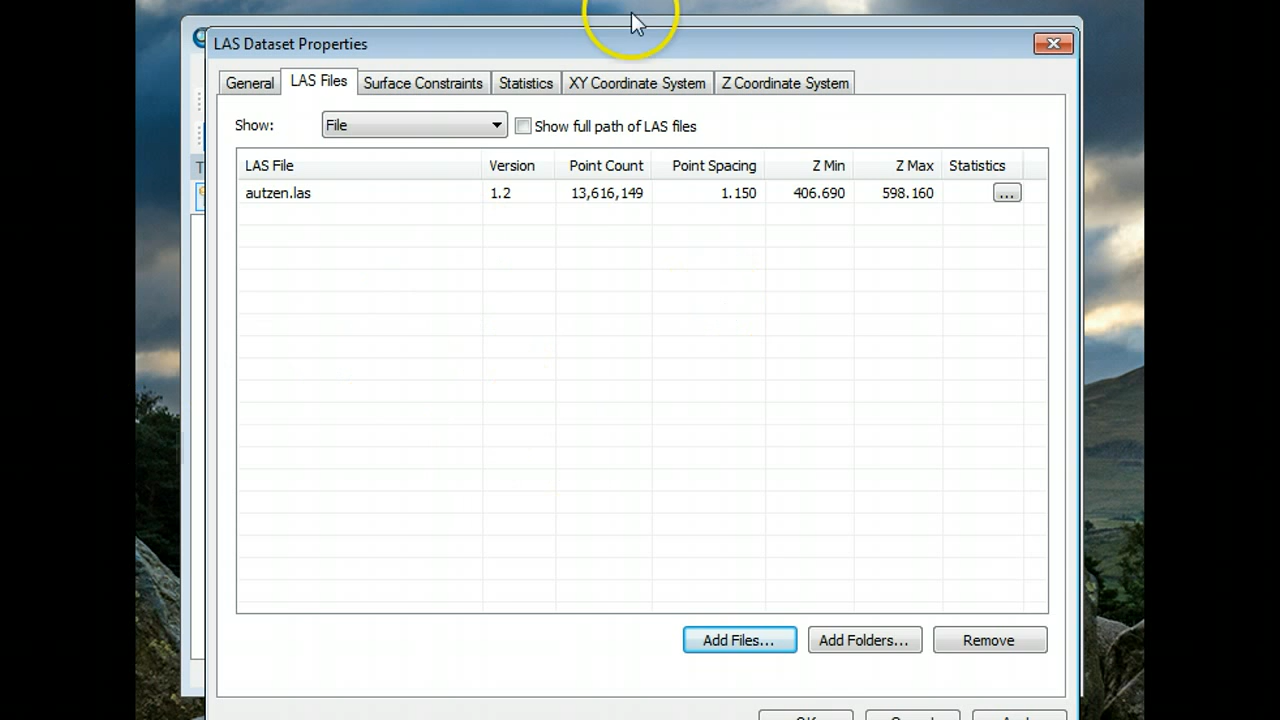 LAS Dataset Properties
General LAS Files Surface Constraints Statistics XY Coordinate System Z Coordinate System
Show: File Show full path of LAS files
LAS File Version Point Count Point Spacing Z Min Z Max Statistics
autzen.las 1.2 13,616,149 1.150 406.690 598.160 ...
Add Files... Add Folders... Remove